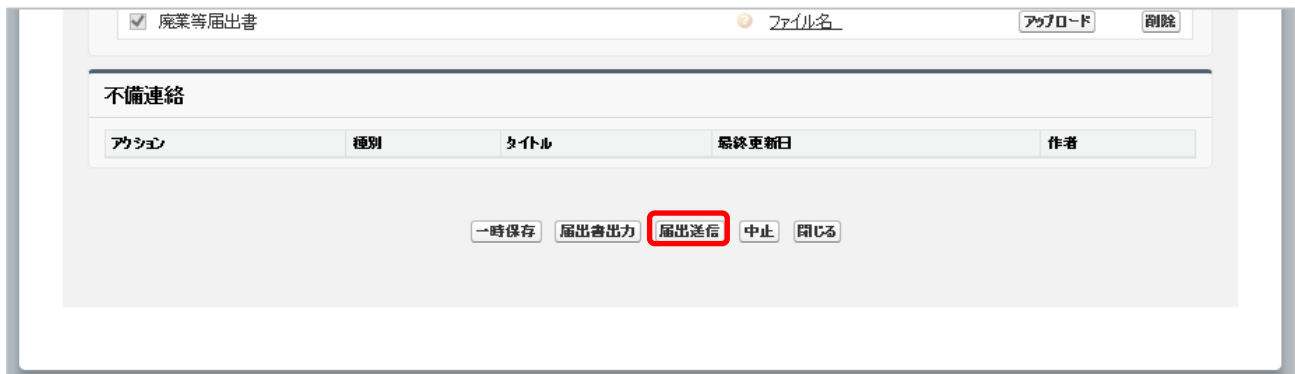 廃業等届出書 ファイル名 アップロード 削除
不備連絡
アクション 種別 タイトル 最終更新日 作者
一時保存 届出書出力 届出送信 中止 閉じる